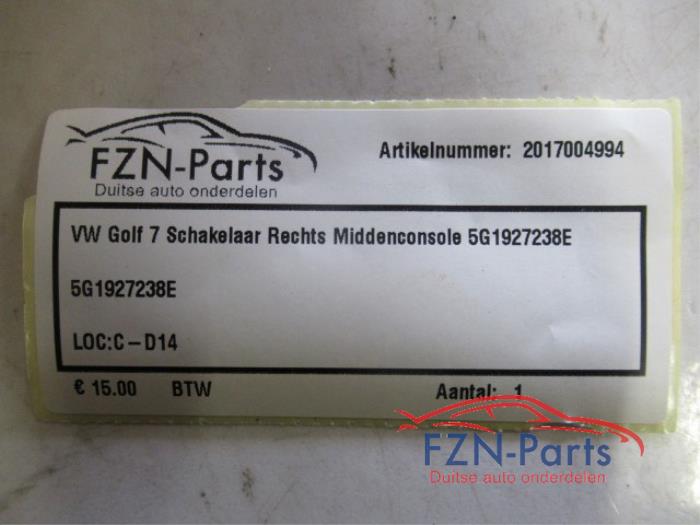 FZN-Parts
Duitse auto onderdelen
Artikelnummer: 2017004994
VW Golf 7 Schakelaar Rechts Middenconsole 5G1927238E
5G1927238E
LOC:C-D14
€ 15.00 BTW Aantal: 1
FZN-Parts
Duitse auto onderdelen